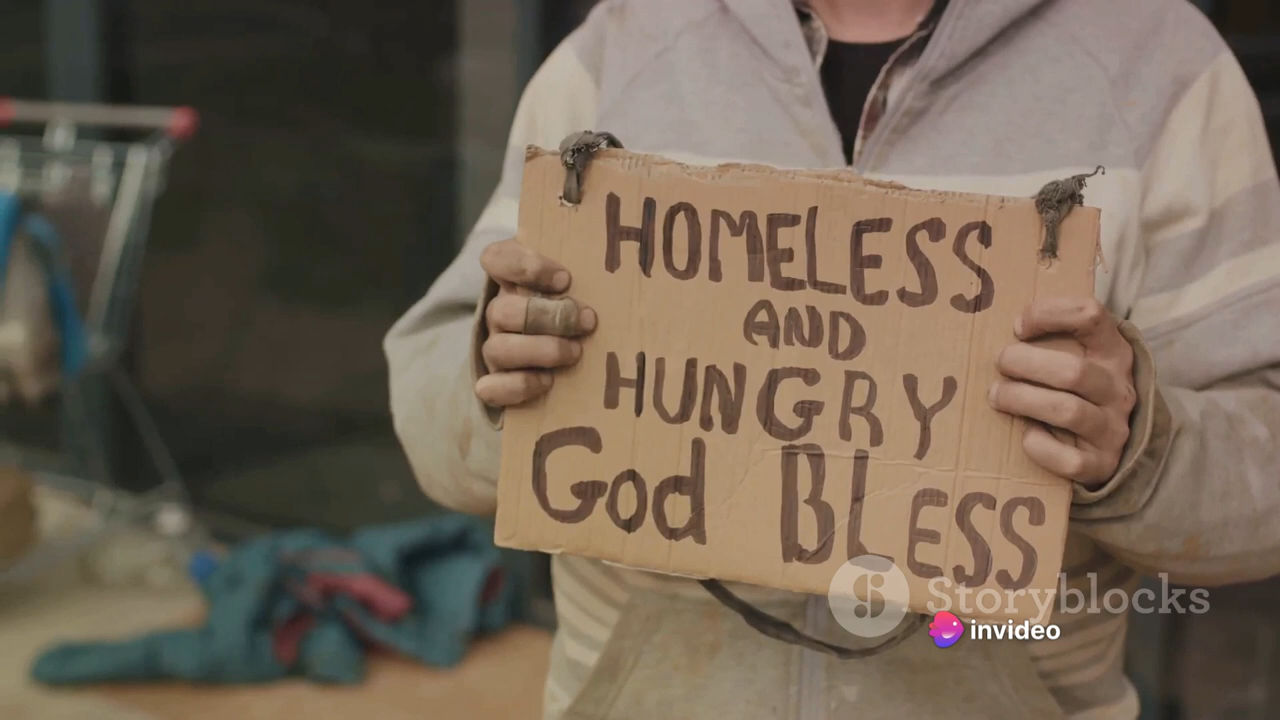 HOMELESS
AND
HUNGRY
God BLESS
Storyblocks
invideo